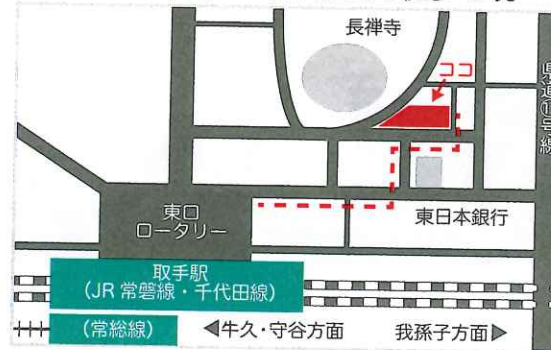 長禅寺
ココ
東日本銀行
東口
ロータリー
取手駅
(JR 常磐線・千代田線)
(常総線)
◀牛久・守谷方面
我孫子方面▶